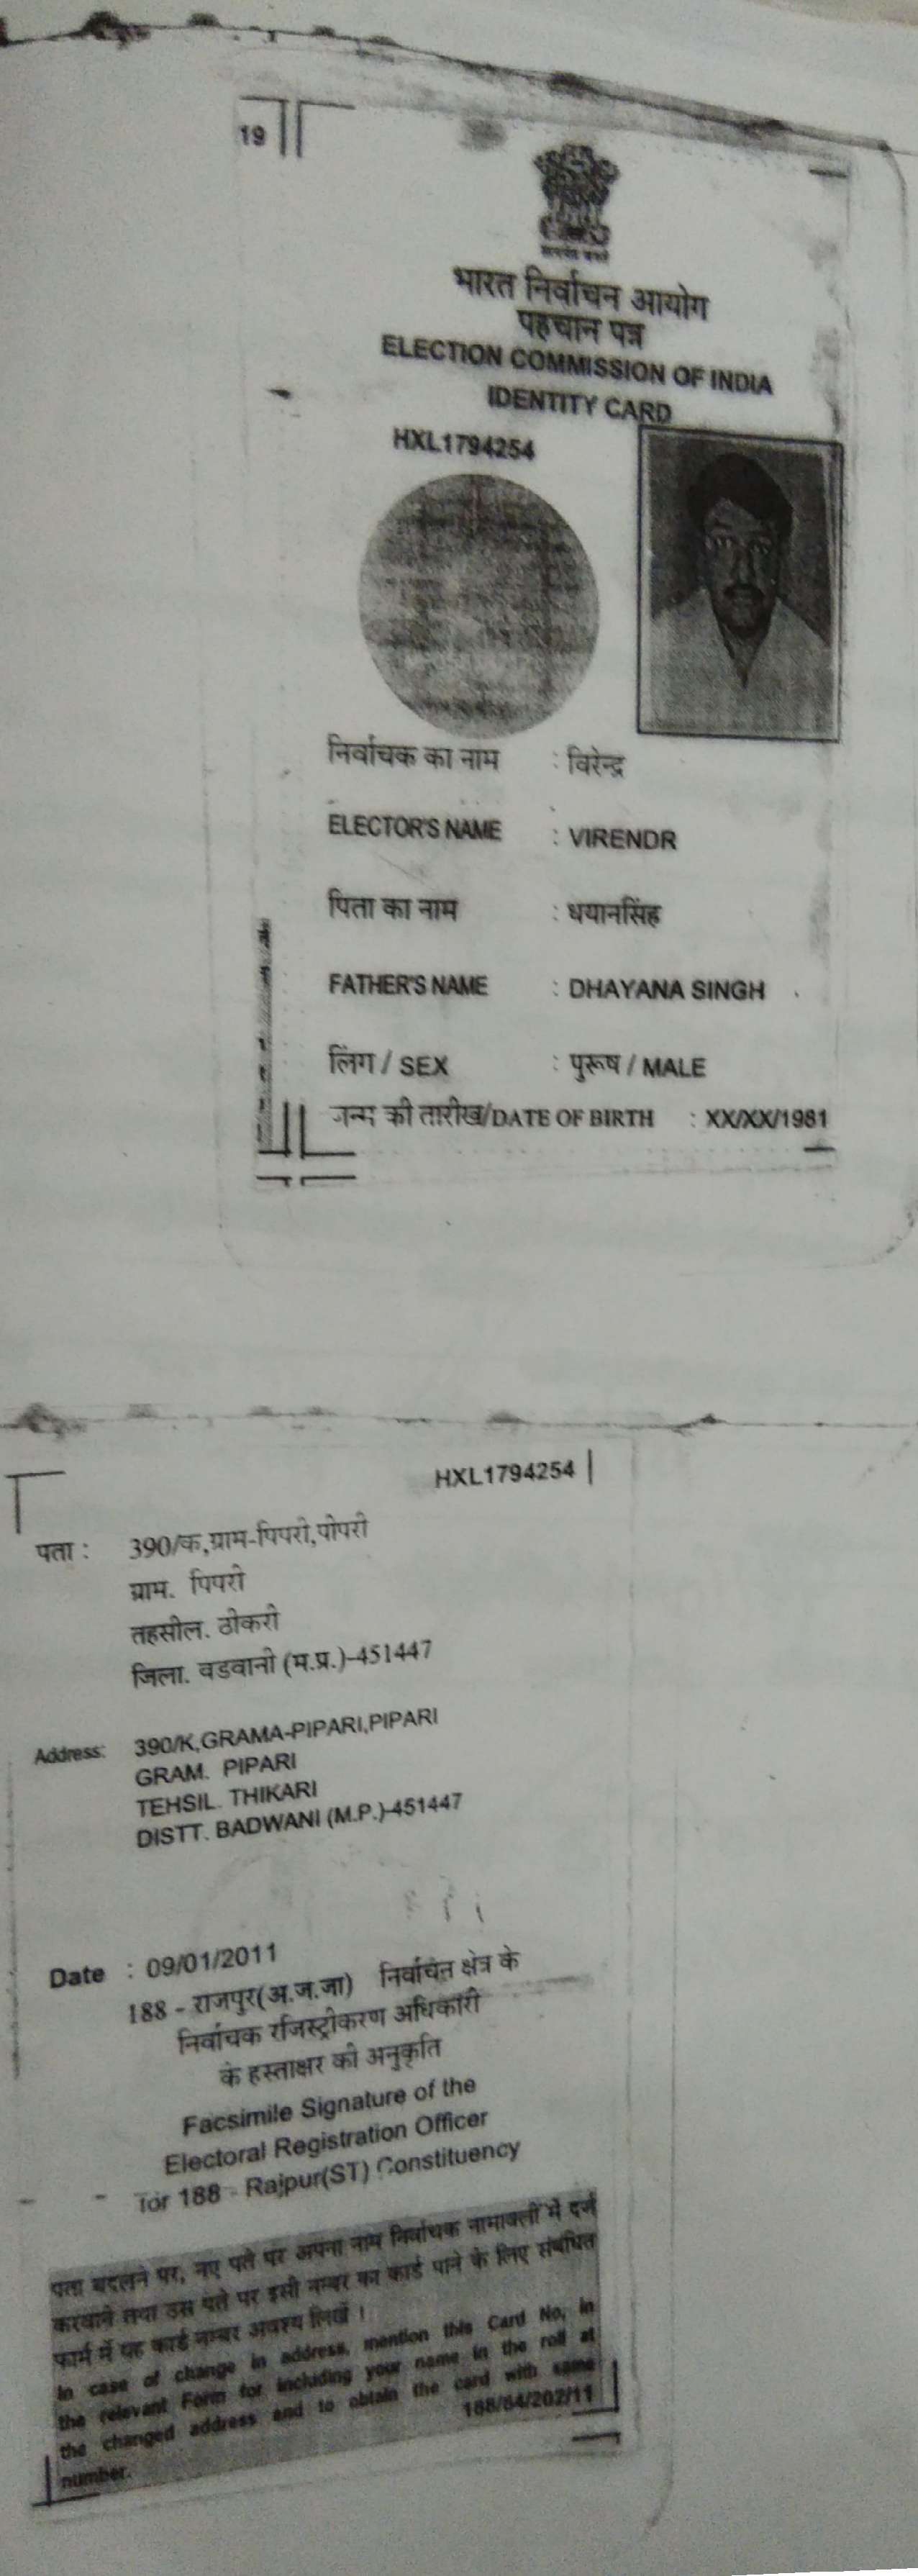 19
भारत निर्वाचन आयोग
पहचान पत्र
ELECTION COMMISSION OF INDIA
IDENTITY CARD
HXL1794254
निर्वाचक का नाम : विरेन्द्र
ELECTOR'S NAME : VIRENDR
पिता का नाम : धयानसिंह
FATHER'S NAME : DHAYANA SINGH
लिंग / SEX : पुरूष / MALE
जन्म की तारीख/DATE OF BIRTH : XX/XX/1981
HXL1794254
पता : 390/क,ग्राम-पिपरी,पीपरी
ग्राम. पिपरी
तहसील. ठीकरी
जिला. वडवानी (म.प्र.)-451447
Address: 390/K,GRAMA-PIPARI,PIPARI
GRAM. PIPARI
TEHSIL. THIKARI
DISTT. BADWANI (M.P.)-451447
Date : 09/01/2011
188 - राजपुर(अ.ज.जा) निर्वाचन क्षेत्र के
निर्वाचक रजिस्ट्रीकरण अधिकारी
के हस्ताक्षर की अनुकृति
Facsimile Signature of the
Electoral Registration Officer
for 188 - Rajpur(ST) Constituency
पता बदलने पर, नए पते पर अपना नाम निर्वाचक नामावली में दर्ज
करवाने तथा उस पते पर इसी नम्बर का कार्ड पाने के लिए संबंधित
फार्म में यह कार्ड नम्बर अवश्य लिखें ।
In case of change in address, mention this Card No. in
the relevant Form for including your name in the roll at
the changed address and to obtain the card with same
number.
188/64/202/11